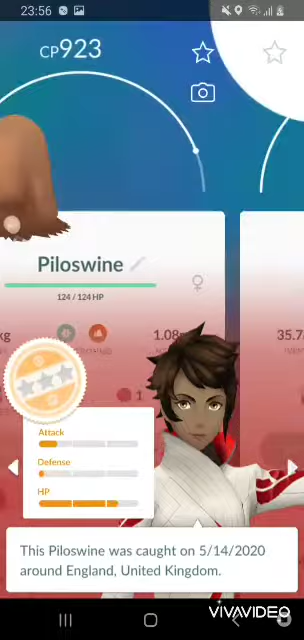 23:56
CP923
Piloswine
124 / 124 HP
kg
1.08
35.7
1
Attack
Defense
HP
This Piloswine was caught on 5/14/2020
around England, United Kingdom.
VIVAVIDEO